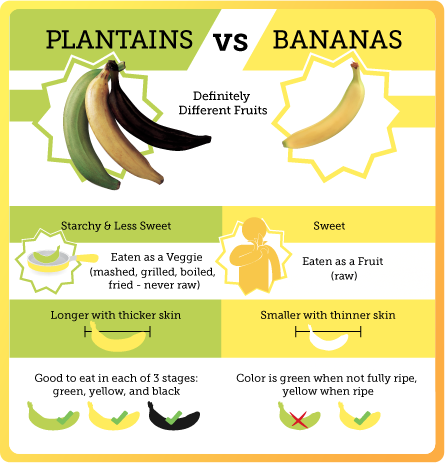 PLANTAINS vs BANANAS
Definitely
Different Fruits
Starchy & Less Sweet
Sweet
Eaten as a Veggie
(mashed, grilled, boiled,
fried - never raw)
Eaten as a Fruit
(raw)
Longer with thicker skin
Smaller with thinner skin
Good to eat in each of 3 stages:
green, yellow, and black
Color is green when not fully ripe,
yellow when ripe